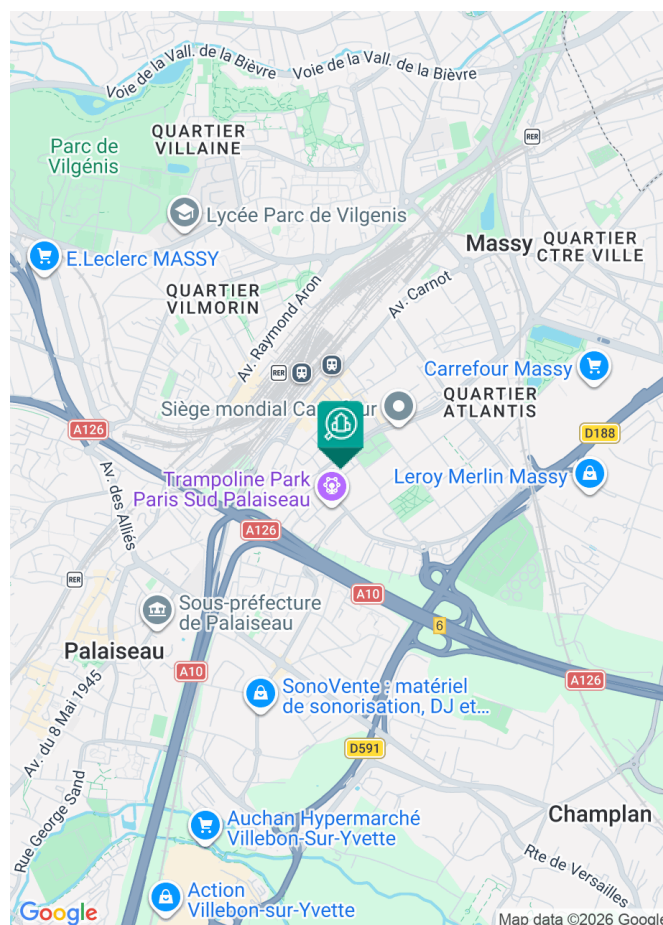 Voie de la Vall. de la Bièvre
Voie de la Vall. de la Bièvre
QUARTIER
VILLAINE
Parc de
Vilgénis
RER
Lycée Parc de Vilgenis
Massy
QUARTIER
CTRE VILLE
E.Leclerc MASSY
QUARTIER
VILMORIN
Av. Raymond Aron
Av. Carnot
RER
Carrefour Massy
Siège mondial Ca
ur
QUARTIER
ATLANTIS
A126
D188
Av. des Alliés
Trampoline Park
Paris Sud Palaiseau
Leroy Merlin Massy
A126
RER
A10
Sous-préfecture
de Palaiseau
6
Palaiseau
A10
A126
SonoVente : matériel
de sonorisation, DJ et…
Av. du 8 Mai 1945
D591
Rue George Sand
Champlan
Auchan Hypermarché
Villebon-Sur-Yvette
Rte de Versailles
Action
Villebon-sur-Yvette
Google
Map data ©2026 Google